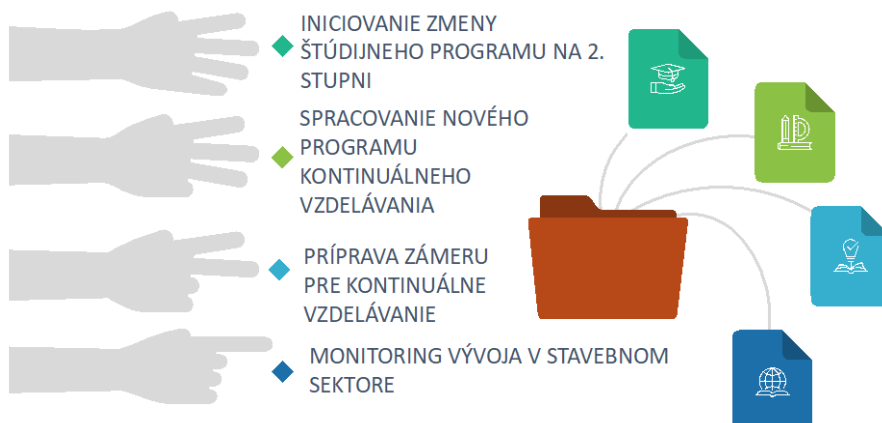 INICIOVANIE ZMENY
ŠTÚDIJNEHO PROGRAMU NA 2.
STUPNI
SPRACOVANIE NOVÉHO
PROGRAMU
KONTINUÁLNEHO
VZDELÁVANIA
PRÍPRAVA ZÁMERU
PRE KONTINUÁLNE
VZDELÁVANIE
MONITORING VÝVOJA V STAVEBNOM
SEKTORE